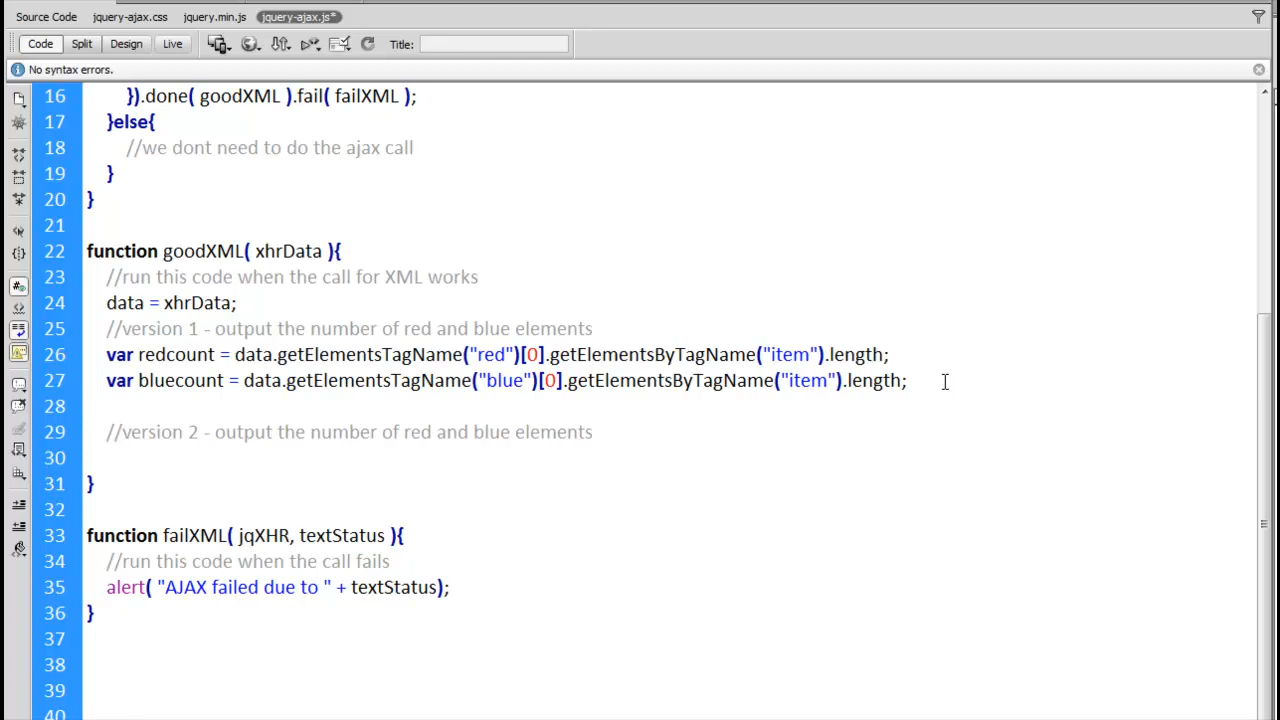 Source Code jquery-ajax.css jquery.min.js jquery-ajax.js*
Code Split Design Live Title:
No syntax errors.
16 }).done( goodXML ).fail( failXML );
17 }else{
18 //we dont need to do the ajax call
19 }
20 }
21
22 function goodXML( xhrData ){
23 //run this code when the call for XML works
24 data = xhrData;
25 //version 1 - output the number of red and blue elements
26 var redcount = data.getElementsTagName("red")[0].getElementsByTagName("item").length;
27 var bluecount = data.getElementsTagName("blue")[0].getElementsByTagName("item").length;
28
29 //version 2 - output the number of red and blue elements
30
31 }
32
33 function failXML( jqXHR, textStatus ){
34 //run this code when the call fails
35 alert( "AJAX failed due to " + textStatus);
36 }
37
38
39
40